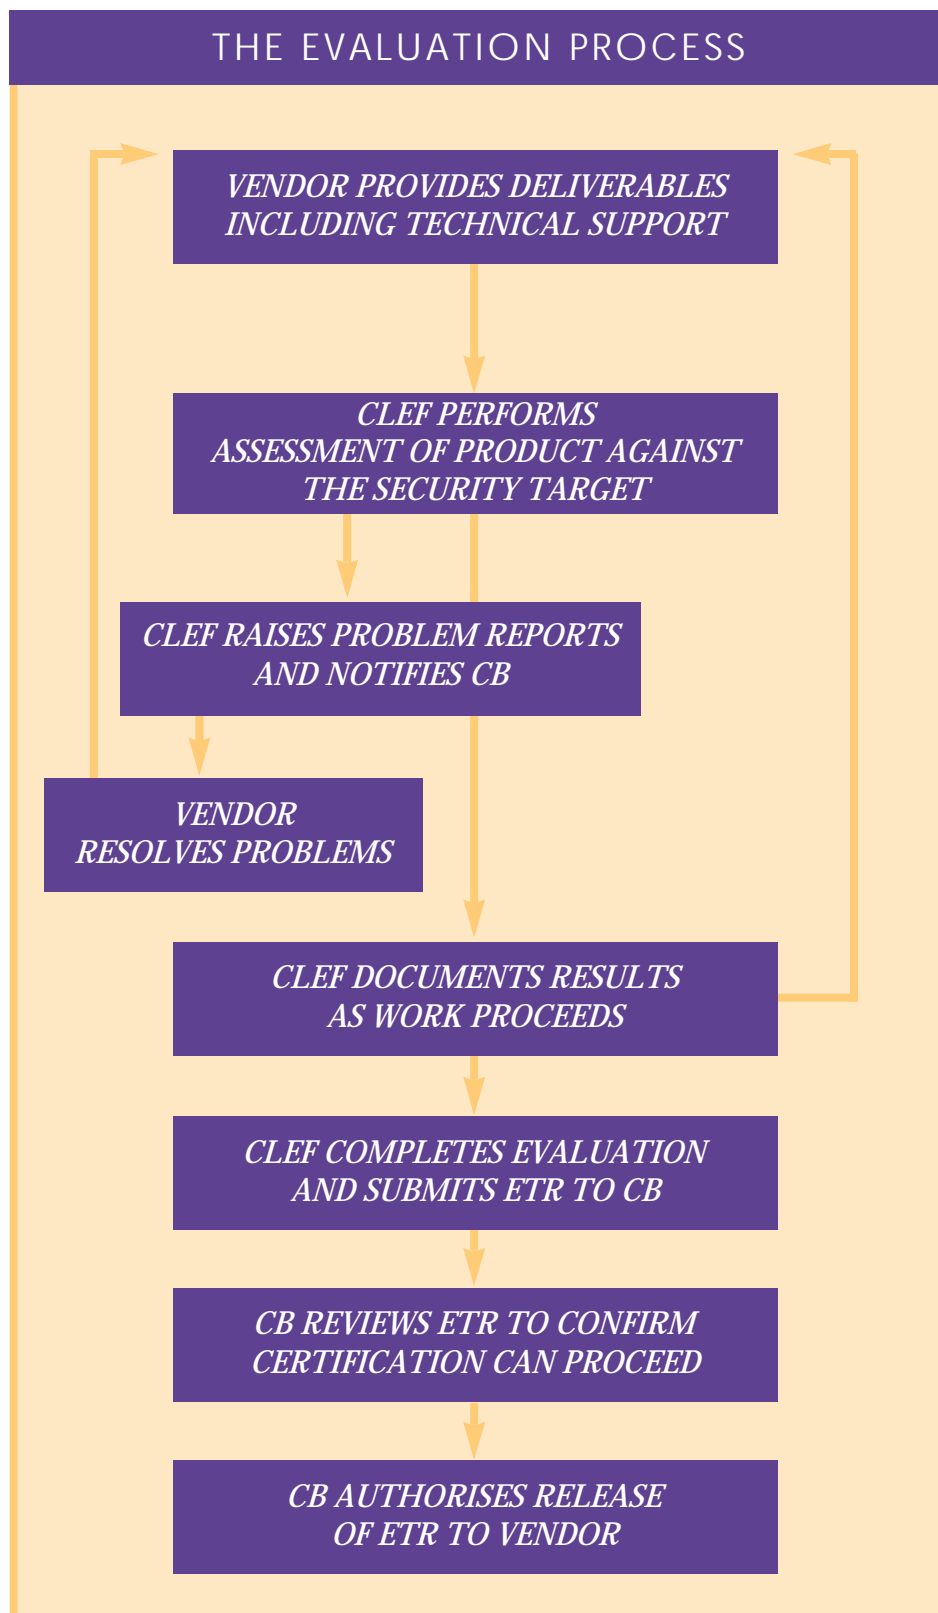 THE EVALUATION PROCESS
VENDOR PROVIDES DELIVERABLES
INCLUDING TECHNICAL SUPPORT
CLEF PERFORMS
ASSESSMENT OF PRODUCT AGAINST
THE SECURITY TARGET
CLEF RAISES PROBLEM REPORTS
AND NOTIFIES CB
VENDOR
RESOLVES PROBLEMS
CLEF DOCUMENTS RESULTS
AS WORK PROCEEDS
CLEF COMPLETES EVALUATION
AND SUBMITS ETR TO CB
CB REVIEWS ETR TO CONFIRM
CERTIFICATION CAN PROCEED
CB AUTHORISES RELEASE
OF ETR TO VENDOR